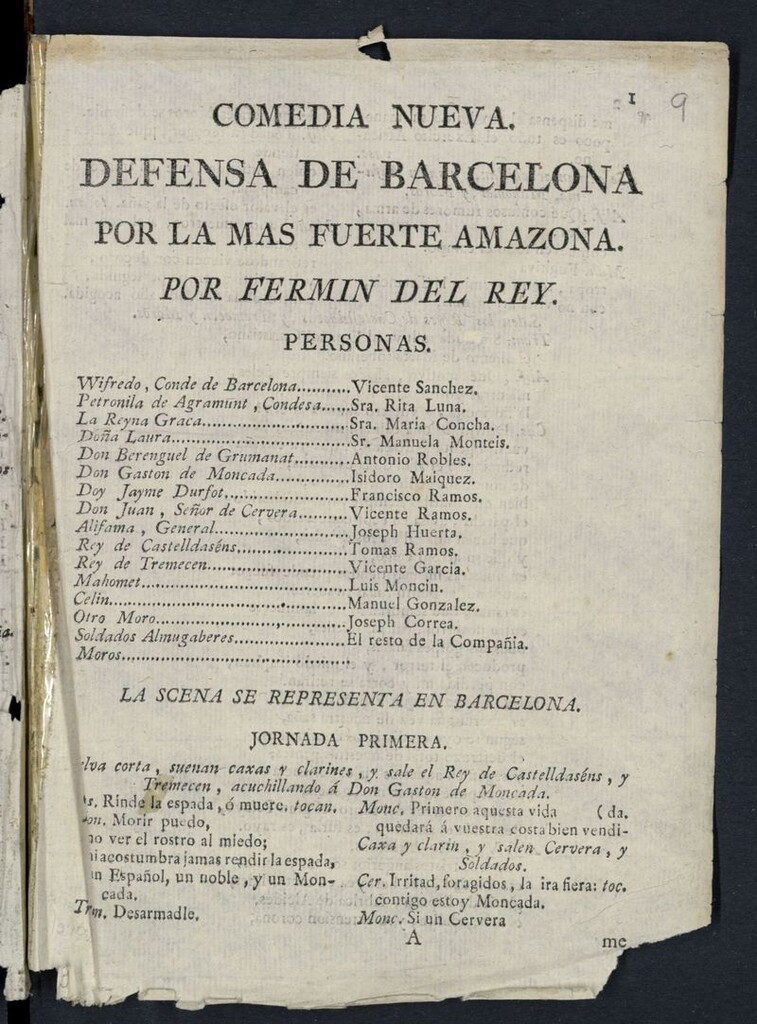 1 9
COMEDIA NUEVA.
DEFENSA DE BARCELONA
POR LA MAS FUERTE AMAZONA.
POR FERMIN DEL REY.
PERSONAS.
Wifredo, Conde de Barcelona...........Vicente Sanchez.
Petronila de Agramunt, Condesa.....Sra. Rita Luna.
La Reyna Graca..............................Sra. María Concha.
Doña Laura....................................Sr. Manuela Monteis.
Don Berenguel de Grumanat..........Antonio Robles.
Don Gaston de Moncada...............Isidoro Maiquez.
Doy Jayme Durfot.........................Francisco Ramos.
Don Juan, Señor de Cervera..........Vicente Ramos.
Alifama, General...........................Joseph Huerta.
Rey de Castelldaséns......................Tomas Ramos.
Rey de Tremecen............................Vicente Garcia.
Mahomet.........................................Luis Moncin.
Celin...............................................Manuel Gonzalez.
Otro Moro......................................Joseph Correa.
Soldados Almugaberes....................El resto de la Compañia.
Moros..............................................
LA SCENA SE REPRESENTA EN BARCELONA.
JORNADA PRIMERA.
elva corta, suenan caxas y clarines, y sale el Rey de Castelldaséns, y
Tremecen, acuchillando á Don Gaston de Moncada.
s. Rinde la espada, ó muere. tocan.
on. Morir puedo,
no ver el rostro al miedo;
ni acostumbra jamas rendir la espada,
un Español, un noble, y un Mon-
cada.
Trm. Desarmadle.
Monc. Primero aquesta vida (da.
quedará á vuestra costa bien vendi-
Caxa y clarin, y salen Cervera, y
Soldados.
Cer. Irritad, foragidos, la ira fiera: toc.
contigo estoy Moncada.
Monc. Si un Cervera
A me